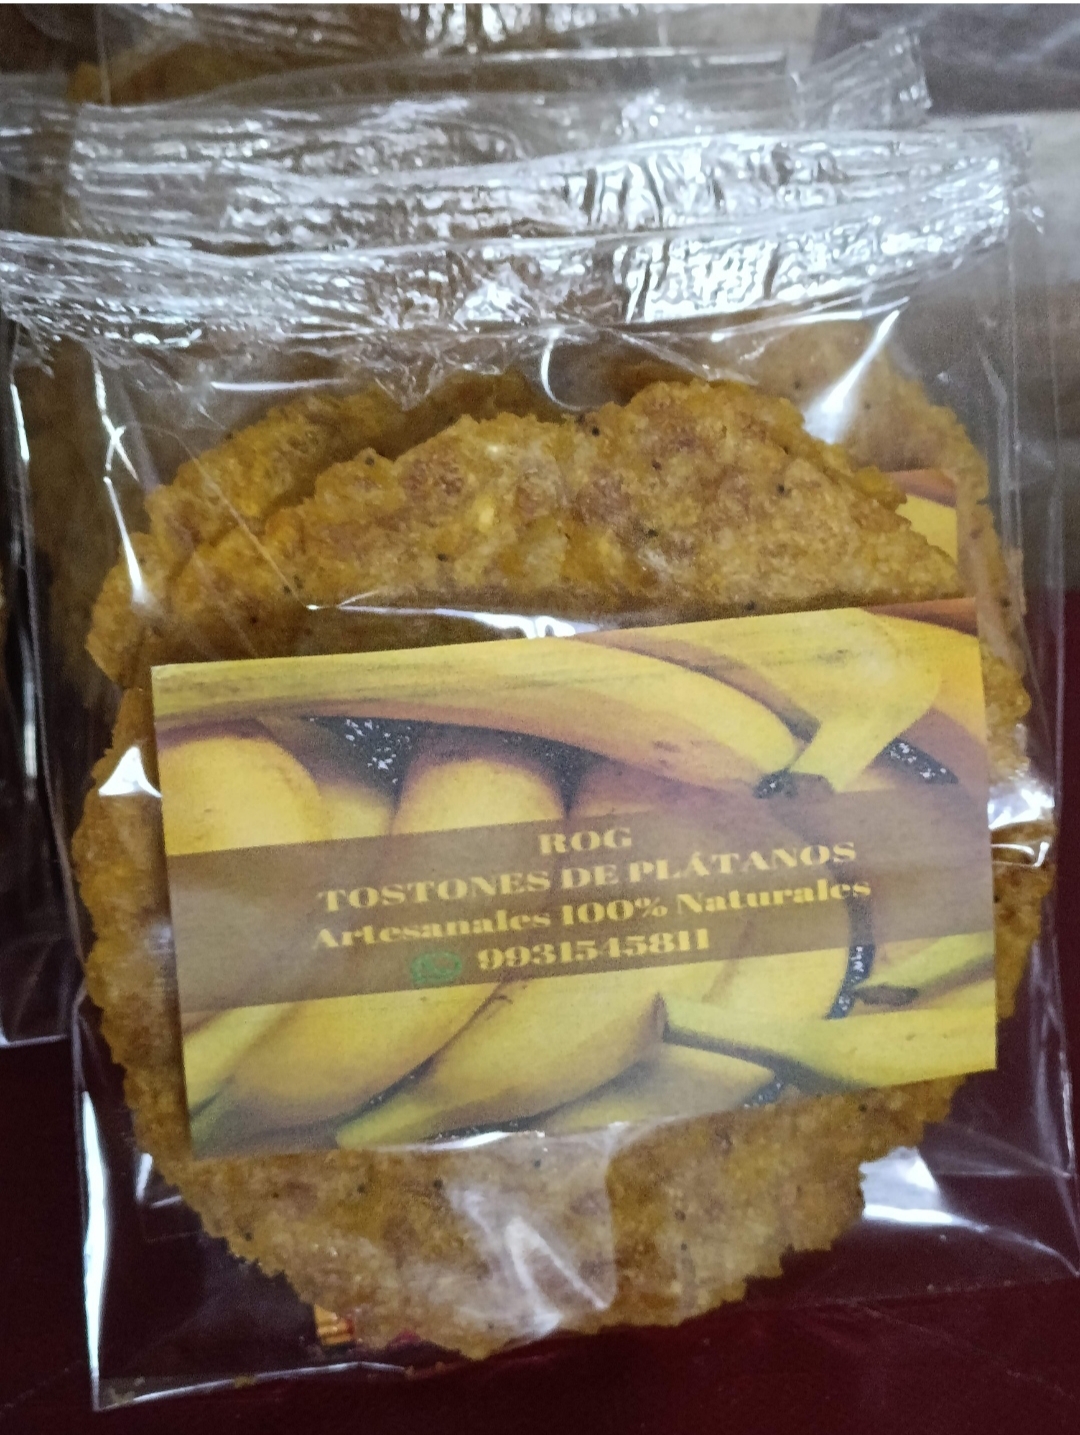 ROG
TOSTONES DE PLÁTANOS
Artesanales 100% Naturales
9931545811